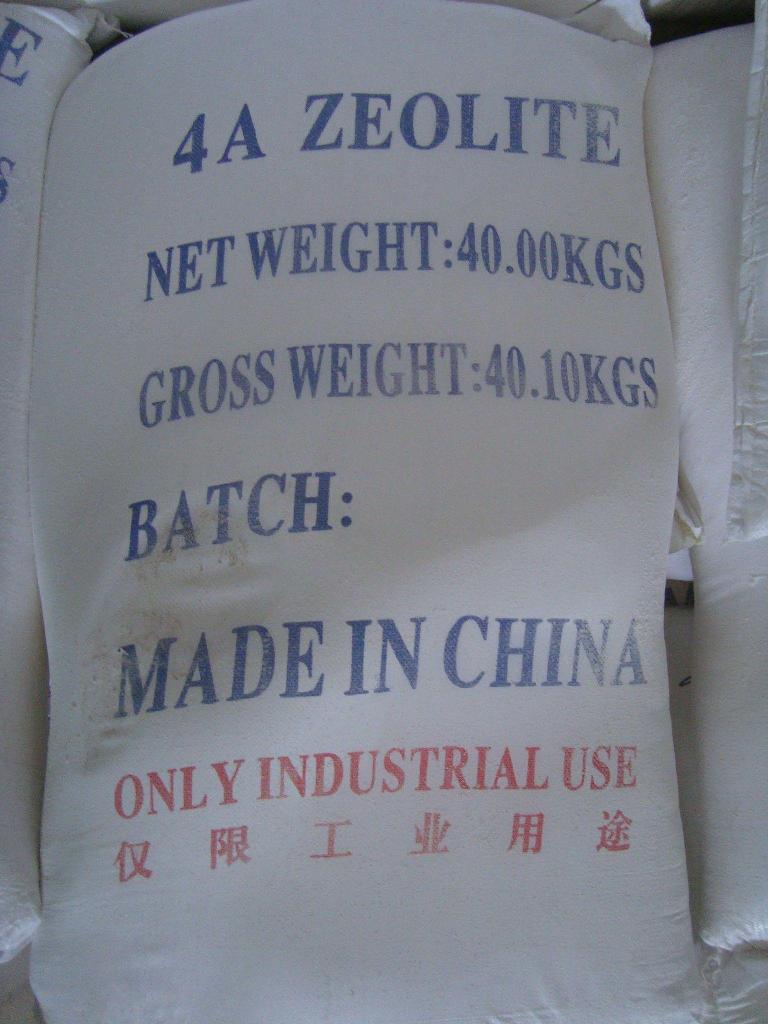 4A ZEOLITE
NET WEIGHT:40.00KGS
GROSS WEIGHT:40.10KGS
BATCH:
MADE IN CHINA
ONLY INDUSTRIAL USE
仅 限 工 业 用 途